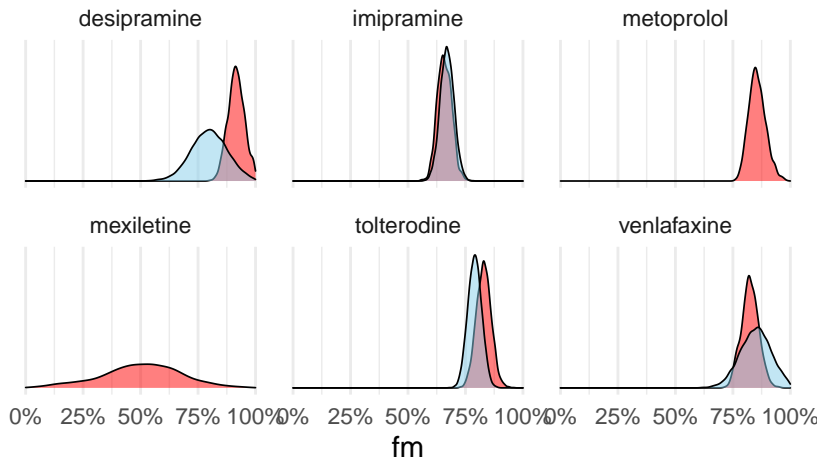 desipramine imipramine metoprolol
mexiletine tolterodine venlafaxine
0% 25% 50% 75% 100% 0% 25% 50% 75% 100% 0% 25% 50% 75% 100%
fm